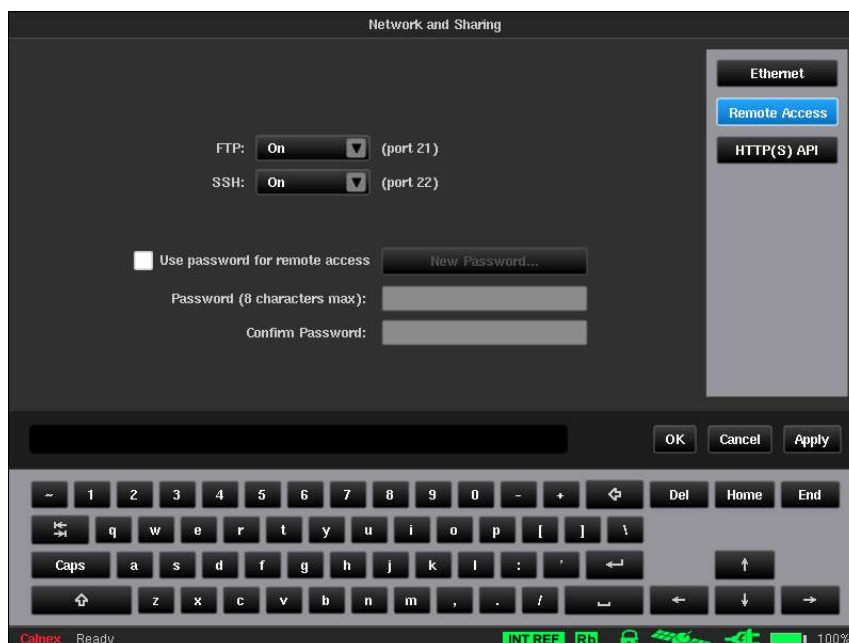 Network and Sharing
Ethernet
Remote Access
HTTP(S) API
FTP: On (port 21)
SSH: On (port 22)
Use password for remote access New Password...
Password (8 characters max):
Confirm Password:
OK Cancel Apply
~ 1 2 3 4 5 6 7 8 9 0 - + Del Home End
q w e r t y u i o p [ ] \
Caps a s d f g h j k l : '
z x c v b n m , . /
Calnex Ready INT REF Rb 100%